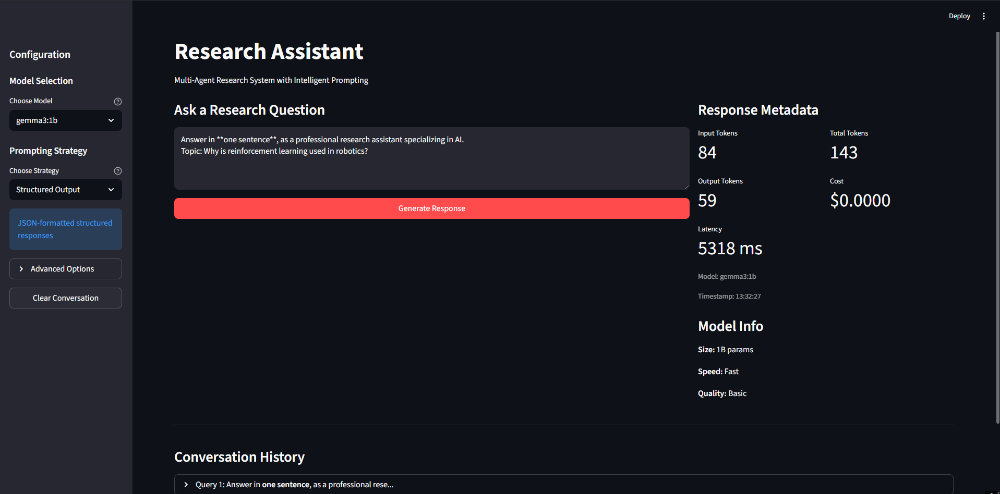 Deploy
Configuration
Model Selection
Choose Model
gemma3:1b
Prompting Strategy
Choose Strategy
Structured Output
JSON-formatted structured
responses
Advanced Options
Clear Conversation
Research Assistant
Multi-Agent Research System with Intelligent Prompting
Ask a Research Question
Answer in **one sentence**, as a professional research assistant specializing in AI.
Topic: Why is reinforcement learning used in robotics?
Generate Response
Response Metadata
Input Tokens
84
Total Tokens
143
Output Tokens
59
Cost
$0.0000
Latency
5318 ms
Model: gemma3:1b
Timestamp: 13:32:27
Model Info
Size: 1B params
Speed: Fast
Quality: Basic
Conversation History
Query 1: Answer in one sentence, as a professional rese...